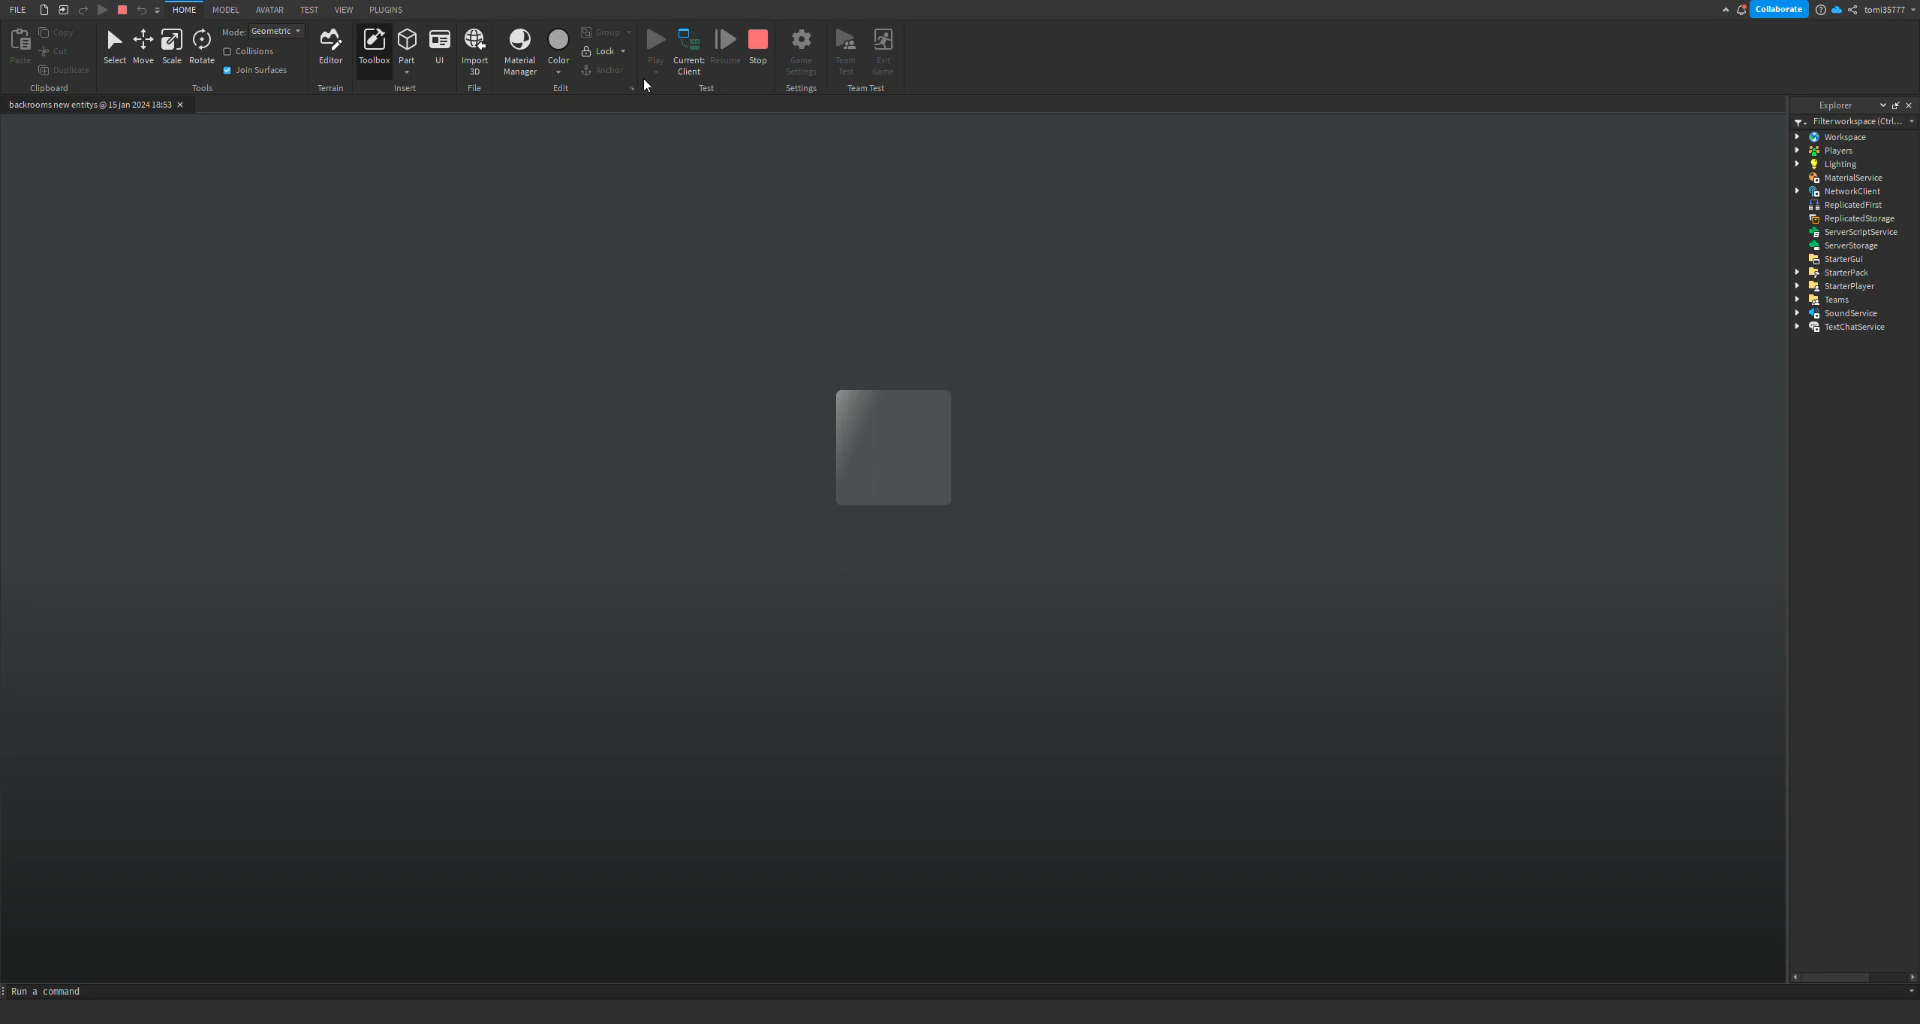 FILE HOME MODEL AVATAR TEST VIEW PLUGINS Collaborate tomi35777
Paste Copy Cut Duplicate Clipboard
Select Move Scale Rotate Mode: Geometric Collisions Join Surfaces Tools
Editor Terrain
Toolbox Part UI Insert
Import 3D File
Material Manager Color Group Lock Anchor Edit
Play Current: Client Resume Stop Test
Game Settings Settings
Team Test Exit Game Team Test
backrooms new entitys @ 15 jan 2024 18:53
Explorer
Filter workspace (Ctrl...
Workspace
Players
Lighting
MaterialService
NetworkClient
ReplicatedFirst
ReplicatedStorage
ServerScriptService
ServerStorage
StarterGui
StarterPack
StarterPlayer
Teams
SoundService
TextChatService
Run a command